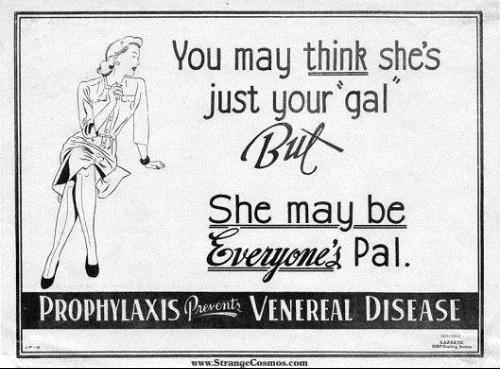 You may think she's
just your "gal"
But
She may be
Everyone's Pal.
PROPHYLAXIS Prevents VENEREAL DISEASE
www.StrangeCosmos.com